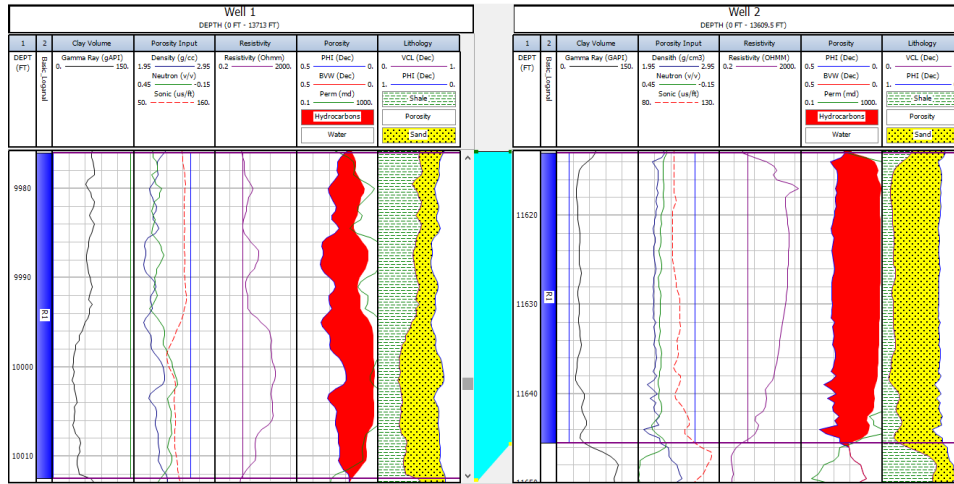 Well 1
DEPTH (0 FT - 13713 FT)
1 2 Clay Volume Porosity Input Resistivity Porosity Lithology
DEPT
(FT)
Gamma Ray (gAPI)
0. 150.
Density (g/cc)
1.95 2.95
Neutron (v/v)
0.45 -0.15
Sonic (us/ft)
50. 160.
Resistivity (Ohmm)
0.2 2000.
PHI (Dec)
0.5 0.
BVW (Dec)
0.5 0.
Perm (md)
0.1 1000.
Hydrocarbons
Water
VCL (Dec)
0. 1.
PHI (Dec)
1. 0.
Shale
Porosity
Sand
9980
9990
10000
10010
R1
Well 2
DEPTH (0 FT - 13609.5 FT)
1 2 Clay Volume Porosity Input Resistivity Porosity Lithology
DEPT
(FT)
Gamma Ray (GAPI)
0. 150.
Densith (g/cm3)
1.95 2.95
Neutron (v/v)
0.45 -0.15
Sonic (us/ft)
80. 130.
Resistivity (OHMM)
0.2 2000.
PHI (Dec)
0.5 0.
BVW (Dec)
0.5 0.
Perm (md)
0.1 1000.
Hydrocarbons
Water
VCL (Dec)
0. 1.
PHI (Dec)
1. 0.
Shale
Porosity
Sand
11620
11630
11640
R1